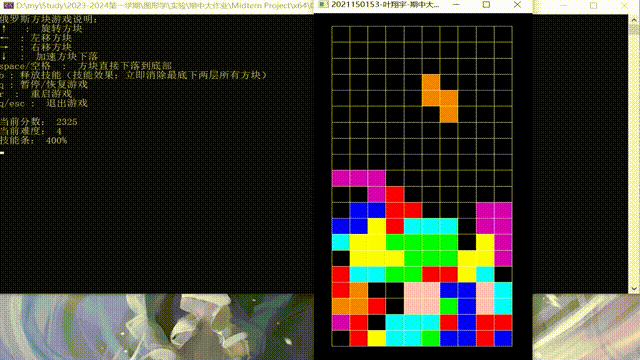 D:\my\Study\2023-2024第一学期\图形学\实验\期中大作业\Midterm Project\x64\
2021150153-叶翔宇-期中大...
俄罗斯方块游戏说明：
↑ ： 旋转方块
← ： 左移方块
→ ： 右移方块
↓ ： 加速方块下落
space/空格 ： 方块直接下落到底部
b ：释放技能（技能效果：立即消除最底下两层所有方块）
： 暂停/恢复游戏
r ： 重启游戏
q/esc ： 退出游戏
当前分数： 2325
当前难度： 4
技能条： 400%